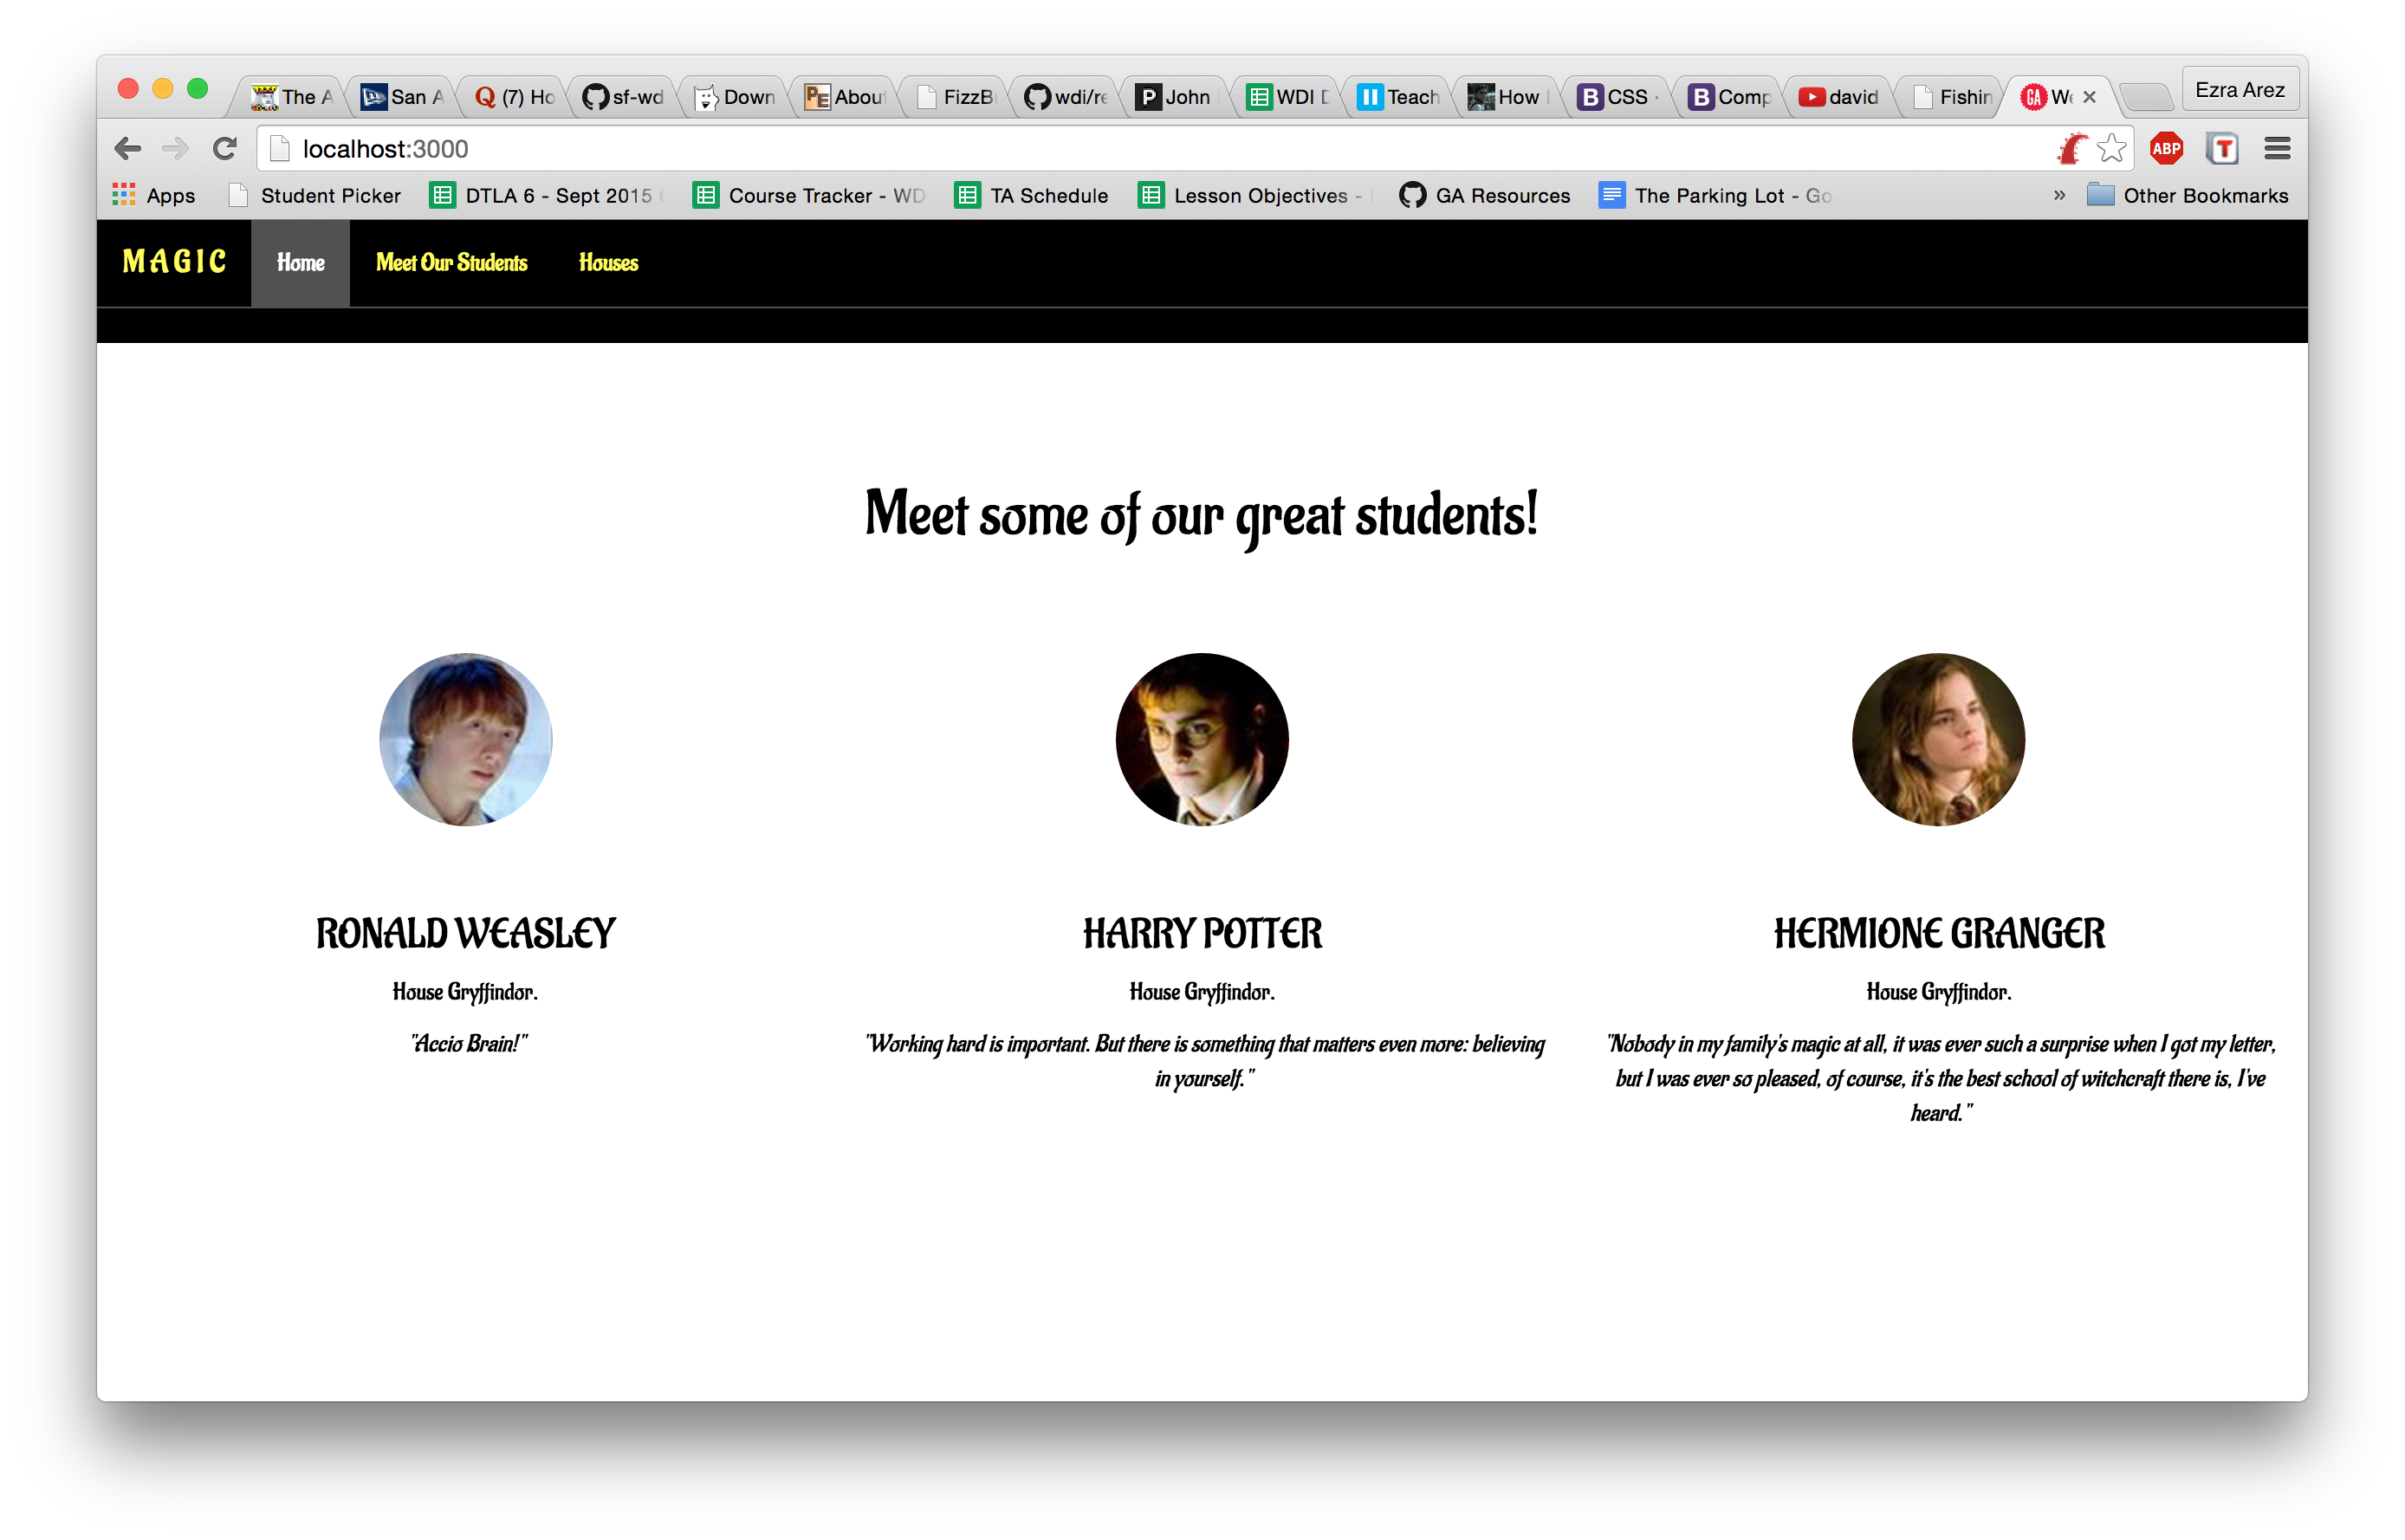 The A San A (7) Ho sf-wd Down About FizzB wdi/re John WDI D Teach How CSS · Comp david Fishin GA We Ezra Arez
localhost:3000 ABP T
Apps Student Picker DTLA 6 - Sept 2015 Course Tracker - WD TA Schedule Lesson Objectives - GA Resources The Parking Lot - Go » Other Bookmarks
MAGIC Home Meet Our Students Houses
Meet some of our great students!
RONALD WEASLEY
House Gryffindor.
"Accio Brain!"
HARRY POTTER
House Gryffindor.
"Working hard is important. But there is something that matters even more: believing
in yourself."
HERMIONE GRANGER
House Gryffindor.
"Nobody in my family's magic at all, it was ever such a surprise when I got my letter,
but I was ever so pleased, of course, it's the best school of witchcraft there is, I've
heard."